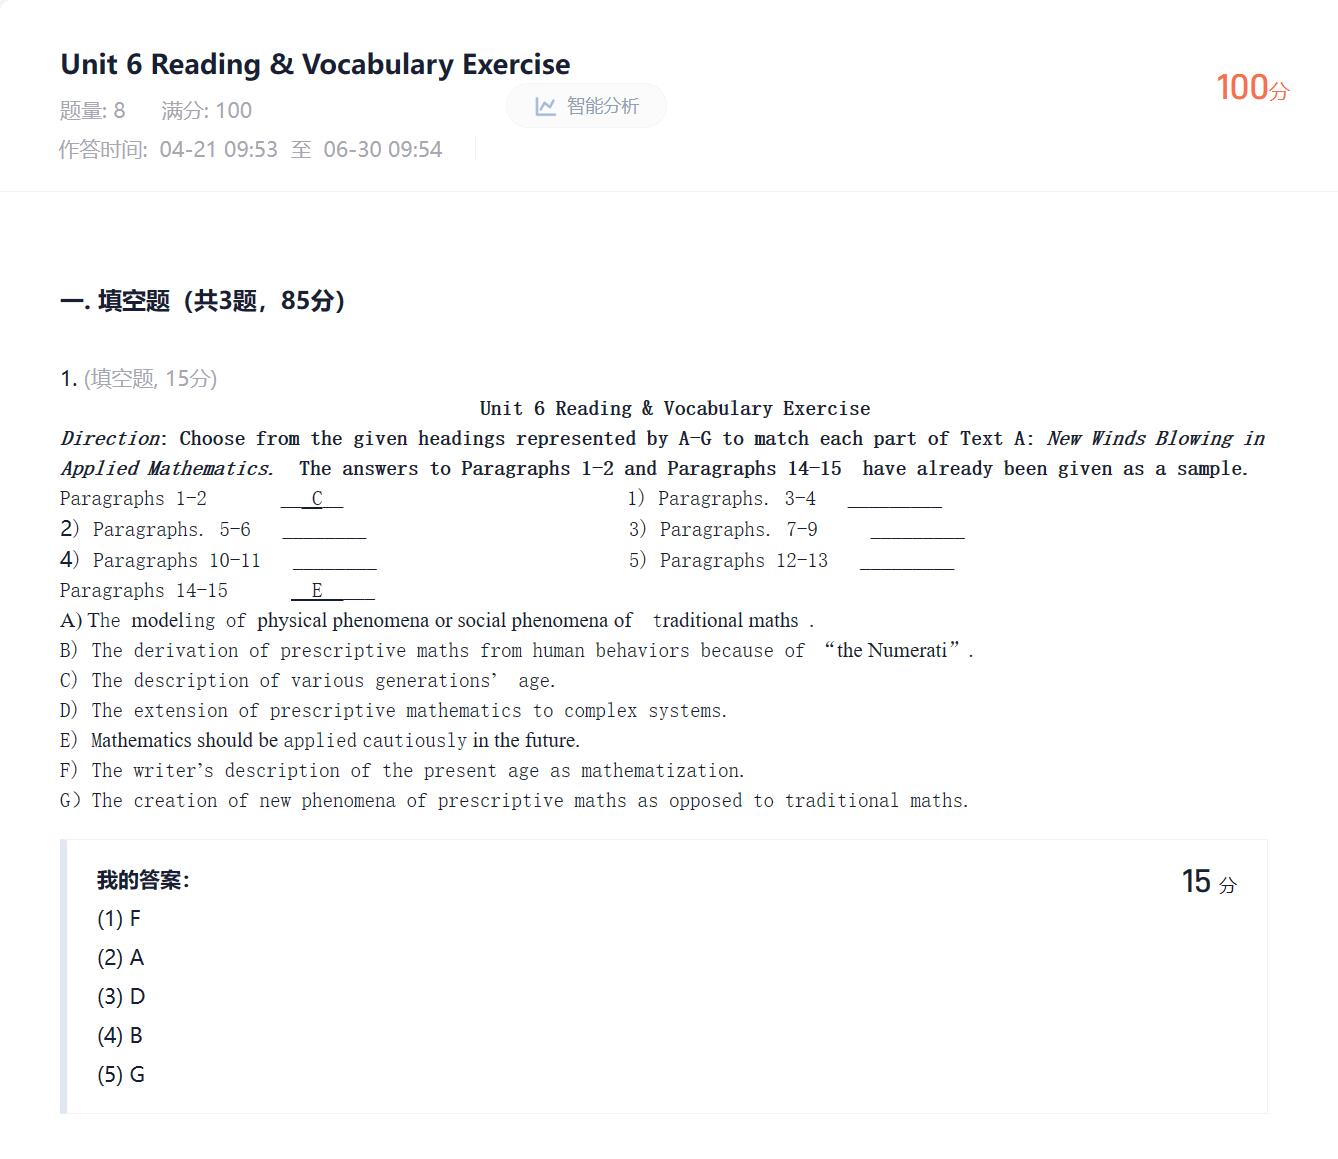 Unit 6 Reading & Vocabulary Exercise
100分
题量: 8 满分: 100
智能分析
作答时间: 04-21 09:53 至 06-30 09:54
一. 填空题（共3题，85分）
1. (填空题, 15分)
Unit 6 Reading & Vocabulary Exercise
Direction: Choose from the given headings represented by A-G to match each part of Text A: New Winds Blowing in
Applied Mathematics. The answers to Paragraphs 1-2 and Paragraphs 14-15 have already been given as a sample.
Paragraphs 1-2 __C__ 1) Paragraphs. 3-4 _________
2) Paragraphs. 5-6 ________ 3) Paragraphs. 7-9 _________
4) Paragraphs 10-11 ________ 5) Paragraphs 12-13 _________
Paragraphs 14-15 __E___
A) The modeling of physical phenomena or social phenomena of traditional maths .
B) The derivation of prescriptive maths from human behaviors because of “the Numerati”.
C) The description of various generations’ age.
D) The extension of prescriptive mathematics to complex systems.
E) Mathematics should be applied cautiously in the future.
F) The writer’s description of the present age as mathematization.
G) The creation of new phenomena of prescriptive maths as opposed to traditional maths.
我的答案:
15 分
(1) F
(2) A
(3) D
(4) B
(5) G